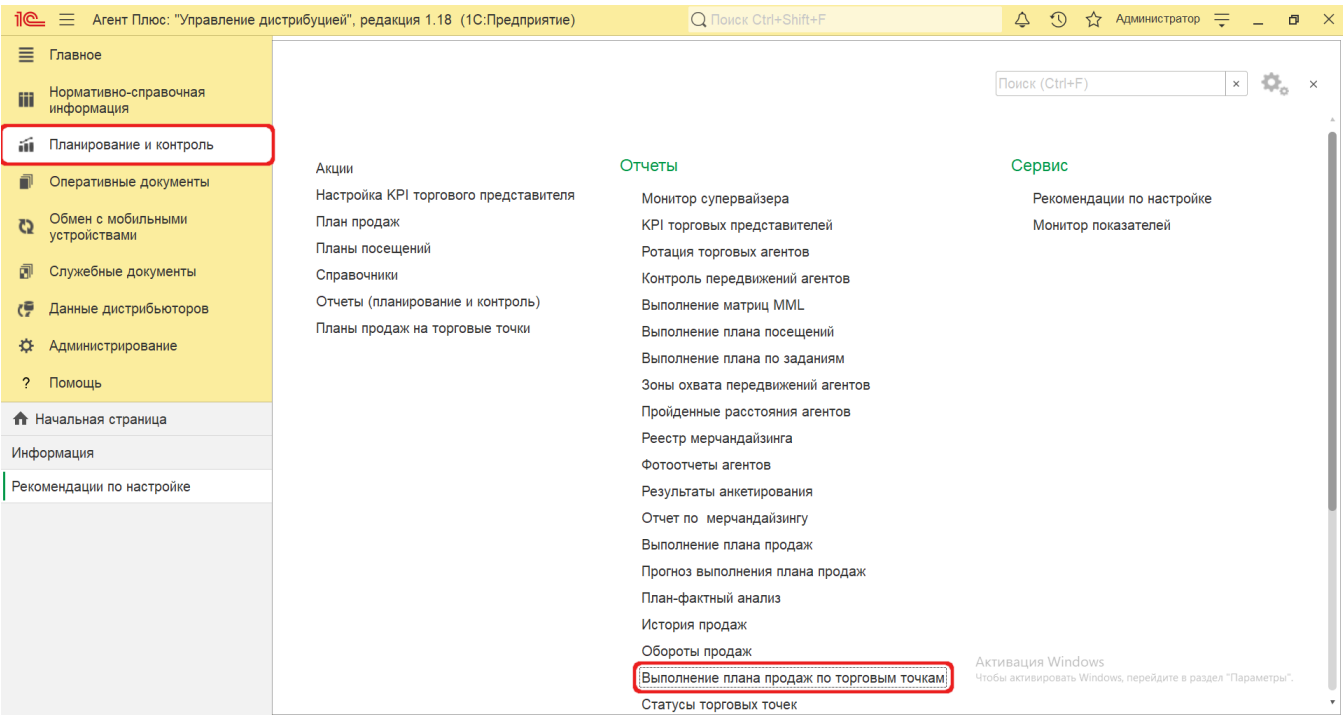 1С Агент Плюс: "Управление дистрибуцией", редакция 1.18 (1С:Предприятие) Поиск Ctrl+Shift+F Администратор
Главное
Нормативно-справочная
информация
Планирование и контроль
Оперативные документы
Обмен с мобильными
устройствами
Служебные документы
Данные дистрибьюторов
Администрирование
? Помощь
Начальная страница
Информация
Рекомендации по настройке
Поиск (Ctrl+F)
Акции
Настройка KPI торгового представителя
План продаж
Планы посещений
Справочники
Отчеты (планирование и контроль)
Планы продаж на торговые точки
Отчеты
Монитор супервайзера
KPI торговых представителей
Ротация торговых агентов
Контроль передвижений агентов
Выполнение матриц MML
Выполнение плана посещений
Выполнение плана по заданиям
Зоны охвата передвижений агентов
Пройденные расстояния агентов
Реестр мерчандайзинга
Фотоотчеты агентов
Результаты анкетирования
Отчет по мерчандайзингу
Выполнение плана продаж
Прогноз выполнения плана продаж
План-фактный анализ
История продаж
Обороты продаж
Выполнение плана продаж по торговым точкам
Статусы торговых точек
Сервис
Рекомендации по настройке
Монитор показателей
Активация Windows
Чтобы активировать Windows, перейдите в раздел "Параметры".